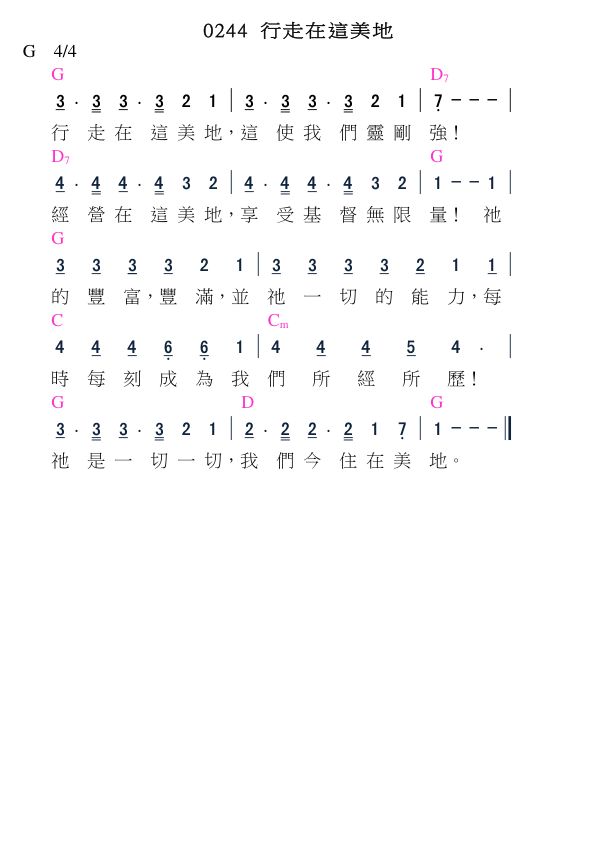 0244 行走在這美地
G 4/4
G D7
3 · 3 3 · 3 2 1 | 3 · 3 3 · 3 2 1 | 7 – – – |
行 走 在 這 美 地，這 使 我 們 靈 剛 強！
D7 G
4 · 4 4 · 4 3 2 | 4 · 4 4 · 4 3 2 | 1 – – 1 |
經 營 在 這 美 地，享 受 基 督 無 限 量！ 祂
G
3 3 3 3 2 1 | 3 3 3 3 2 1 1 |
的 豐 富，豐 滿，並 祂 一 切 的 能 力，每
C Cm
4 4 4 6 6 1 | 4 4 4 5 4 · |
時 每 刻 成 為 我 們 所 經 所 歷！
G D G
3 · 3 3 · 3 2 1 | 2 · 2 2 · 2 1 7 | 1 – – – ‖
祂 是 一 切 一 切，我 們 今 住 在 美 地。